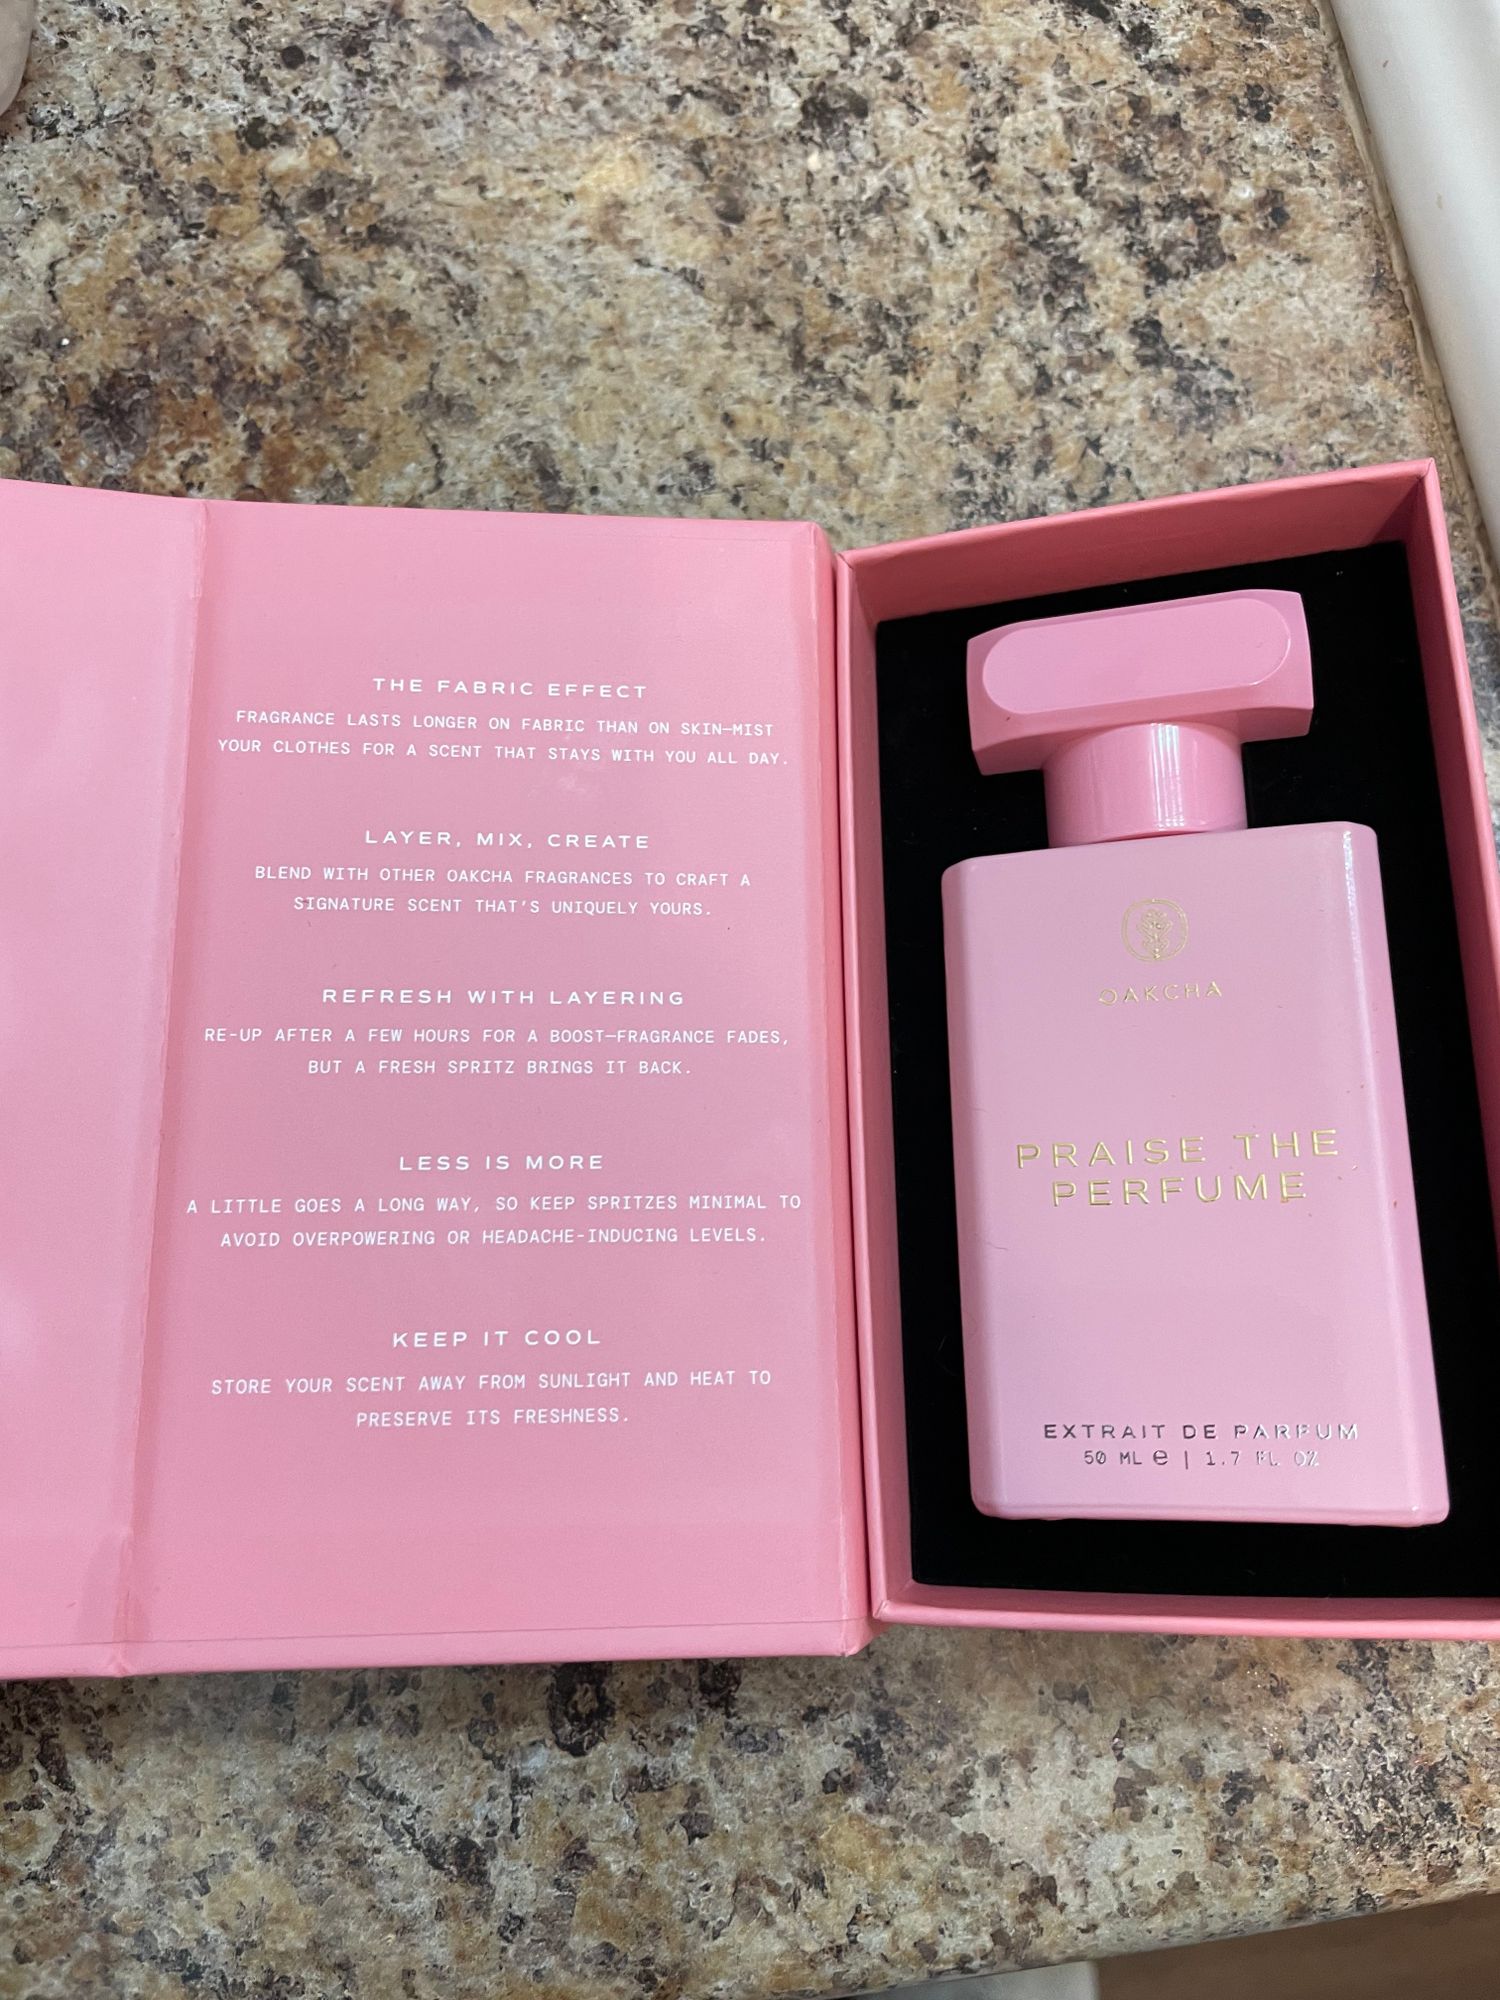 THE FABRIC EFFECT
FRAGRANCE LASTS LONGER ON FABRIC THAN ON SKIN—MIST
YOUR CLOTHES FOR A SCENT THAT STAYS WITH YOU ALL DAY.
LAYER, MIX, CREATE
BLEND WITH OTHER OAKCHA FRAGRANCES TO CRAFT A
SIGNATURE SCENT THAT'S UNIQUELY YOURS.
REFRESH WITH LAYERING
RE-UP AFTER A FEW HOURS FOR A BOOST—FRAGRANCE FADES,
BUT A FRESH SPRITZ BRINGS IT BACK.
LESS IS MORE
A LITTLE GOES A LONG WAY, SO KEEP SPRITZES MINIMAL TO
AVOID OVERPOWERING OR HEADACHE-INDUCING LEVELS.
KEEP IT COOL
STORE YOUR SCENT AWAY FROM SUNLIGHT AND HEAT TO
PRESERVE ITS FRESHNESS.
OAKCHA
PRAISE THE
PERFUME
EXTRAIT DE PARFUM
50 ML e | 1.7 FL OZ